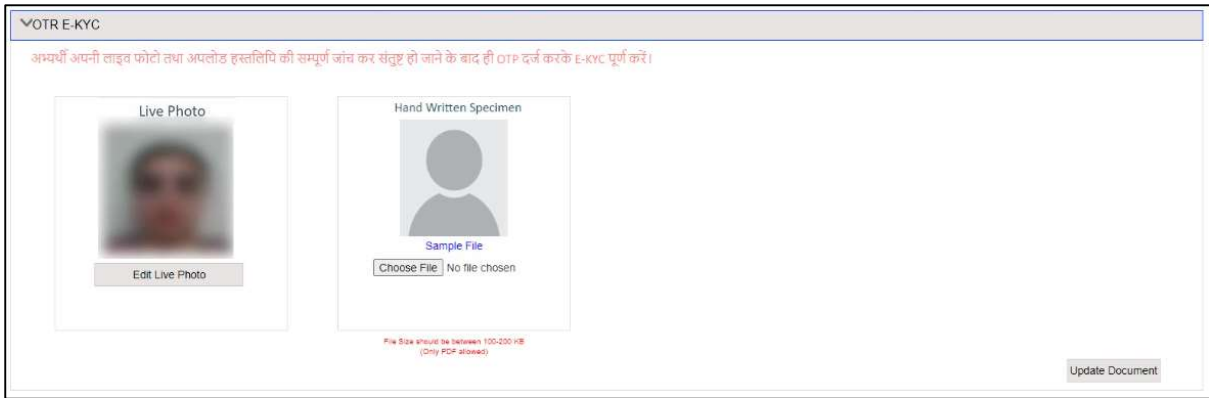 OTR E-KYC
अभ्यर्थी अपनी लाइव फोटो तथा अपलोड हस्तलिपि की सम्पूर्ण जांच कर संतुष्ट हो जाने के बाद ही OTP दर्ज करके E-KYC पूर्ण करें।
Live Photo
Edit Live Photo
Hand Written Specimen
Sample File
Choose File No file chosen
File Size should be between 100-200 KB
(Only PDF allowed)
Update Document